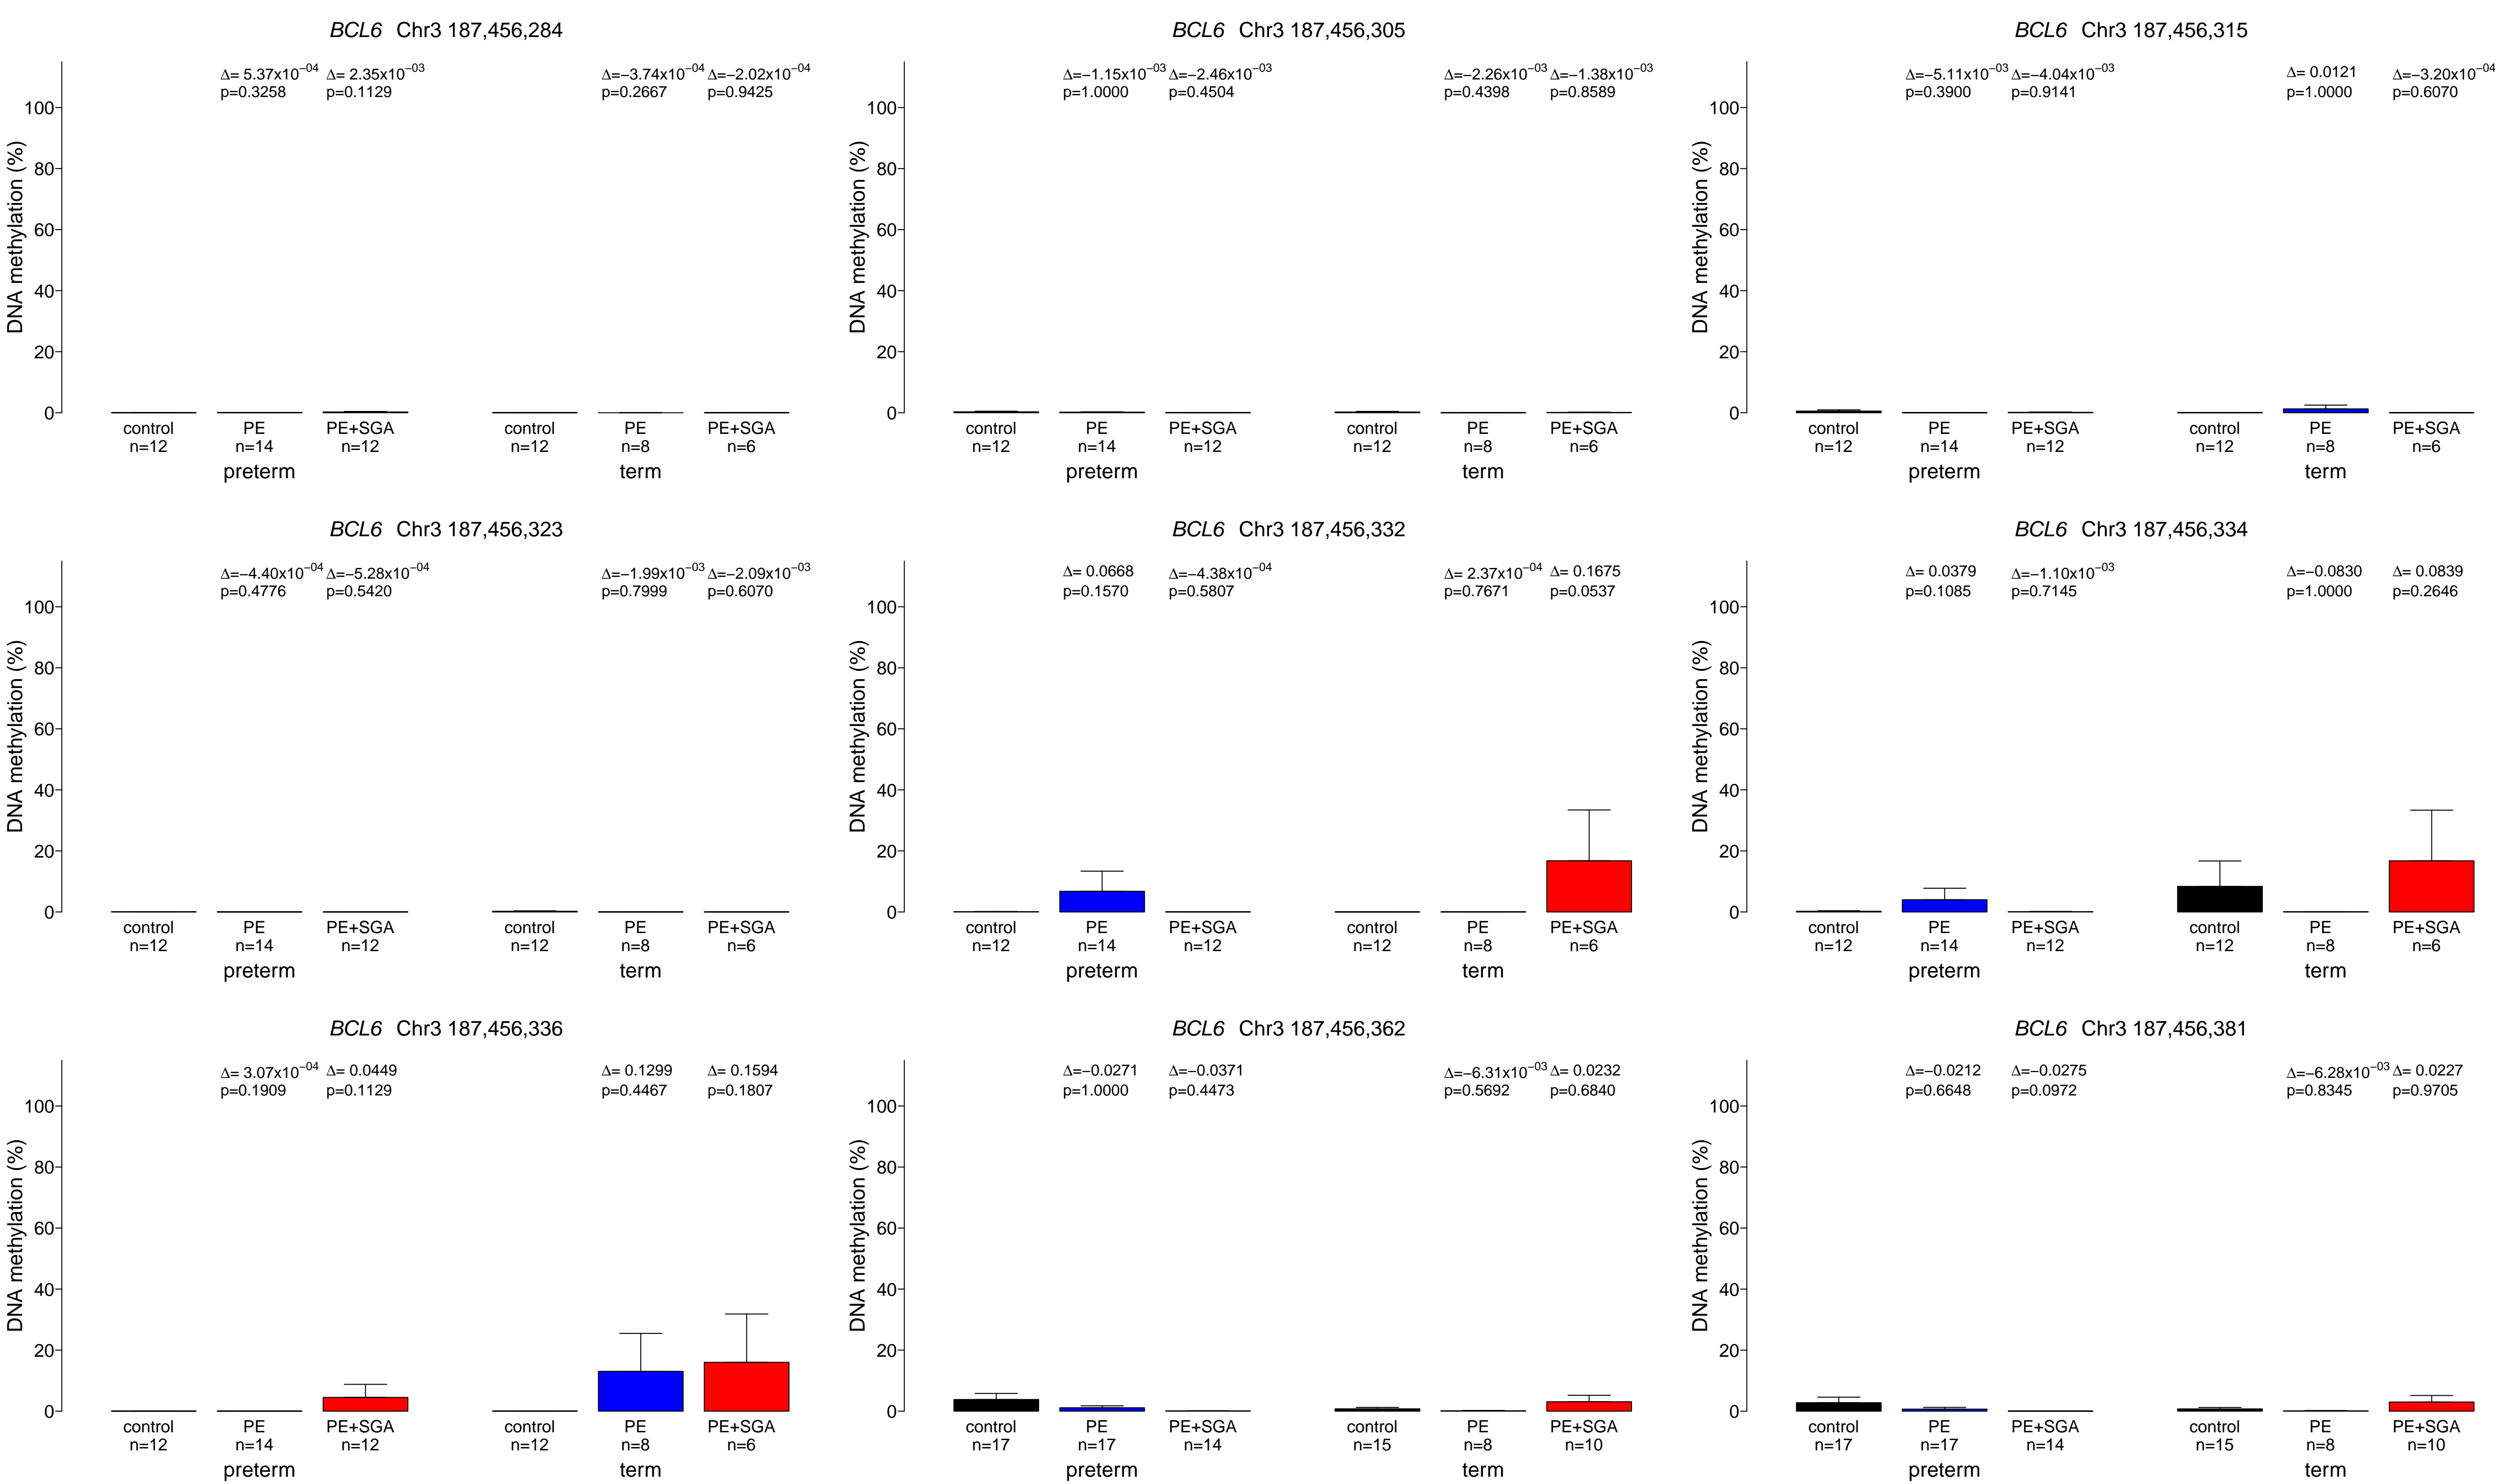 BCL6 Chr3 187,456,284
Δ= 5.37x10−04 Δ= 2.35x10−03 Δ=−3.74x10−04 Δ=−2.02x10−04
p=0.3258 p=0.1129 p=0.2667 p=0.9425
DNA methylation (%)
100
80
60
40
20
0
control PE PE+SGA control PE PE+SGA
n=12 n=14 n=12 n=12 n=8 n=6
preterm term
BCL6 Chr3 187,456,305
Δ=−1.15x10−03 Δ=−2.46x10−03 Δ=−2.26x10−03 Δ=−1.38x10−03
p=1.0000 p=0.4504 p=0.4398 p=0.8589
DNA methylation (%)
100
80
60
40
20
0
control PE PE+SGA control PE PE+SGA
n=12 n=14 n=12 n=12 n=8 n=6
preterm term
BCL6 Chr3 187,456,315
Δ=−5.11x10−03 Δ=−4.04x10−03 Δ= 0.0121 Δ=−3.20x10−04
p=0.3900 p=0.9141 p=1.0000 p=0.6070
DNA methylation (%)
100
80
60
40
20
0
control PE PE+SGA control PE PE+SGA
n=12 n=14 n=12 n=12 n=8 n=6
preterm term
BCL6 Chr3 187,456,323
Δ=−4.40x10−04 Δ=−5.28x10−04 Δ=−1.99x10−03 Δ=−2.09x10−03
p=0.4776 p=0.5420 p=0.7999 p=0.6070
DNA methylation (%)
100
80
60
40
20
0
control PE PE+SGA control PE PE+SGA
n=12 n=14 n=12 n=12 n=8 n=6
preterm term
BCL6 Chr3 187,456,332
Δ= 0.0668 Δ=−4.38x10−04 Δ= 2.37x10−04 Δ= 0.1675
p=0.1570 p=0.5807 p=0.7671 p=0.0537
DNA methylation (%)
100
80
60
40
20
0
control PE PE+SGA control PE PE+SGA
n=12 n=14 n=12 n=12 n=8 n=6
preterm term
BCL6 Chr3 187,456,334
Δ= 0.0379 Δ=−1.10x10−03 Δ=−0.0830 Δ= 0.0839
p=0.1085 p=0.7145 p=1.0000 p=0.2646
DNA methylation (%)
100
80
60
40
20
0
control PE PE+SGA control PE PE+SGA
n=12 n=14 n=12 n=12 n=8 n=6
preterm term
BCL6 Chr3 187,456,336
Δ= 3.07x10−04 Δ= 0.0449 Δ= 0.1299 Δ= 0.1594
p=0.1909 p=0.1129 p=0.4467 p=0.1807
DNA methylation (%)
100
80
60
40
20
0
control PE PE+SGA control PE PE+SGA
n=12 n=14 n=12 n=12 n=8 n=6
preterm term
BCL6 Chr3 187,456,362
Δ=−0.0271 Δ=−0.0371 Δ=−6.31x10−03 Δ= 0.0232
p=1.0000 p=0.4473 p=0.5692 p=0.6840
DNA methylation (%)
100
80
60
40
20
0
control PE PE+SGA control PE PE+SGA
n=17 n=17 n=14 n=15 n=8 n=10
preterm term
BCL6 Chr3 187,456,381
Δ=−0.0212 Δ=−0.0275 Δ=−6.28x10−03 Δ= 0.0227
p=0.6648 p=0.0972 p=0.8345 p=0.9705
DNA methylation (%)
100
80
60
40
20
0
control PE PE+SGA control PE PE+SGA
n=17 n=17 n=14 n=15 n=8 n=10
preterm term